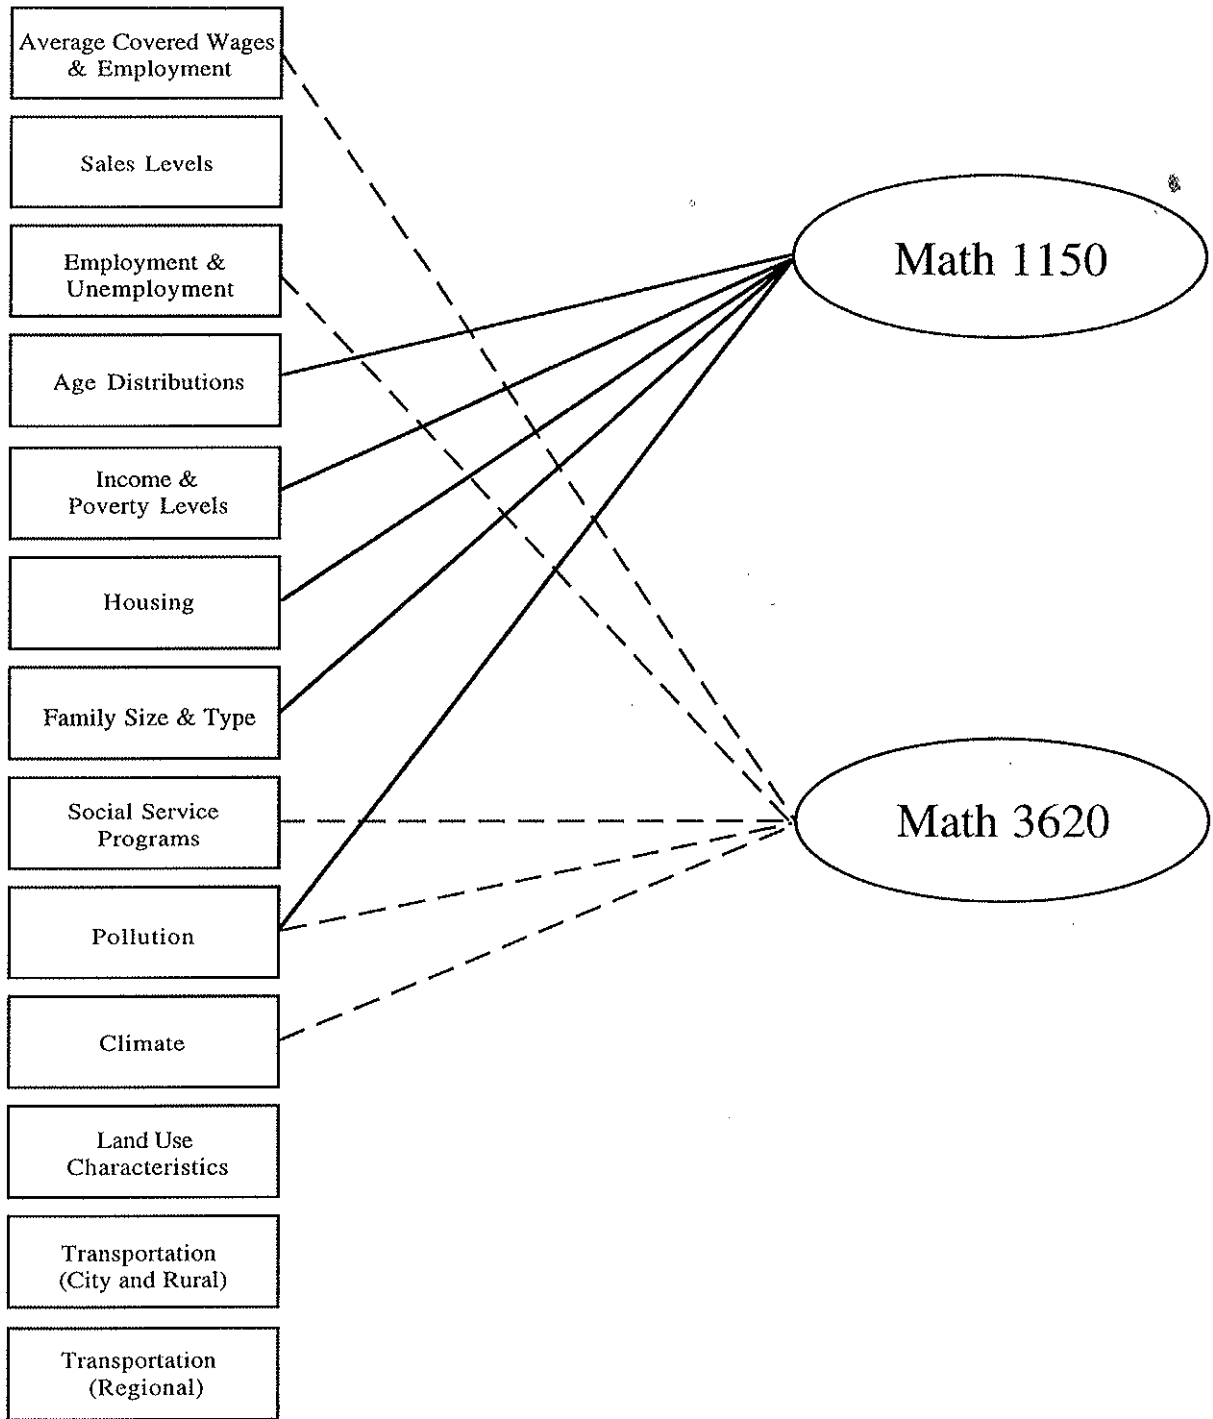 Average Covered Wages
& Employment
Sales Levels
Employment &
Unemployment
Age Distributions
Income &
Poverty Levels
Housing
Family Size & Type
Social Service
Programs
Pollution
Climate
Land Use
Characteristics
Transportation
(City and Rural)
Transportation
(Regional)
Math 1150
Math 3620